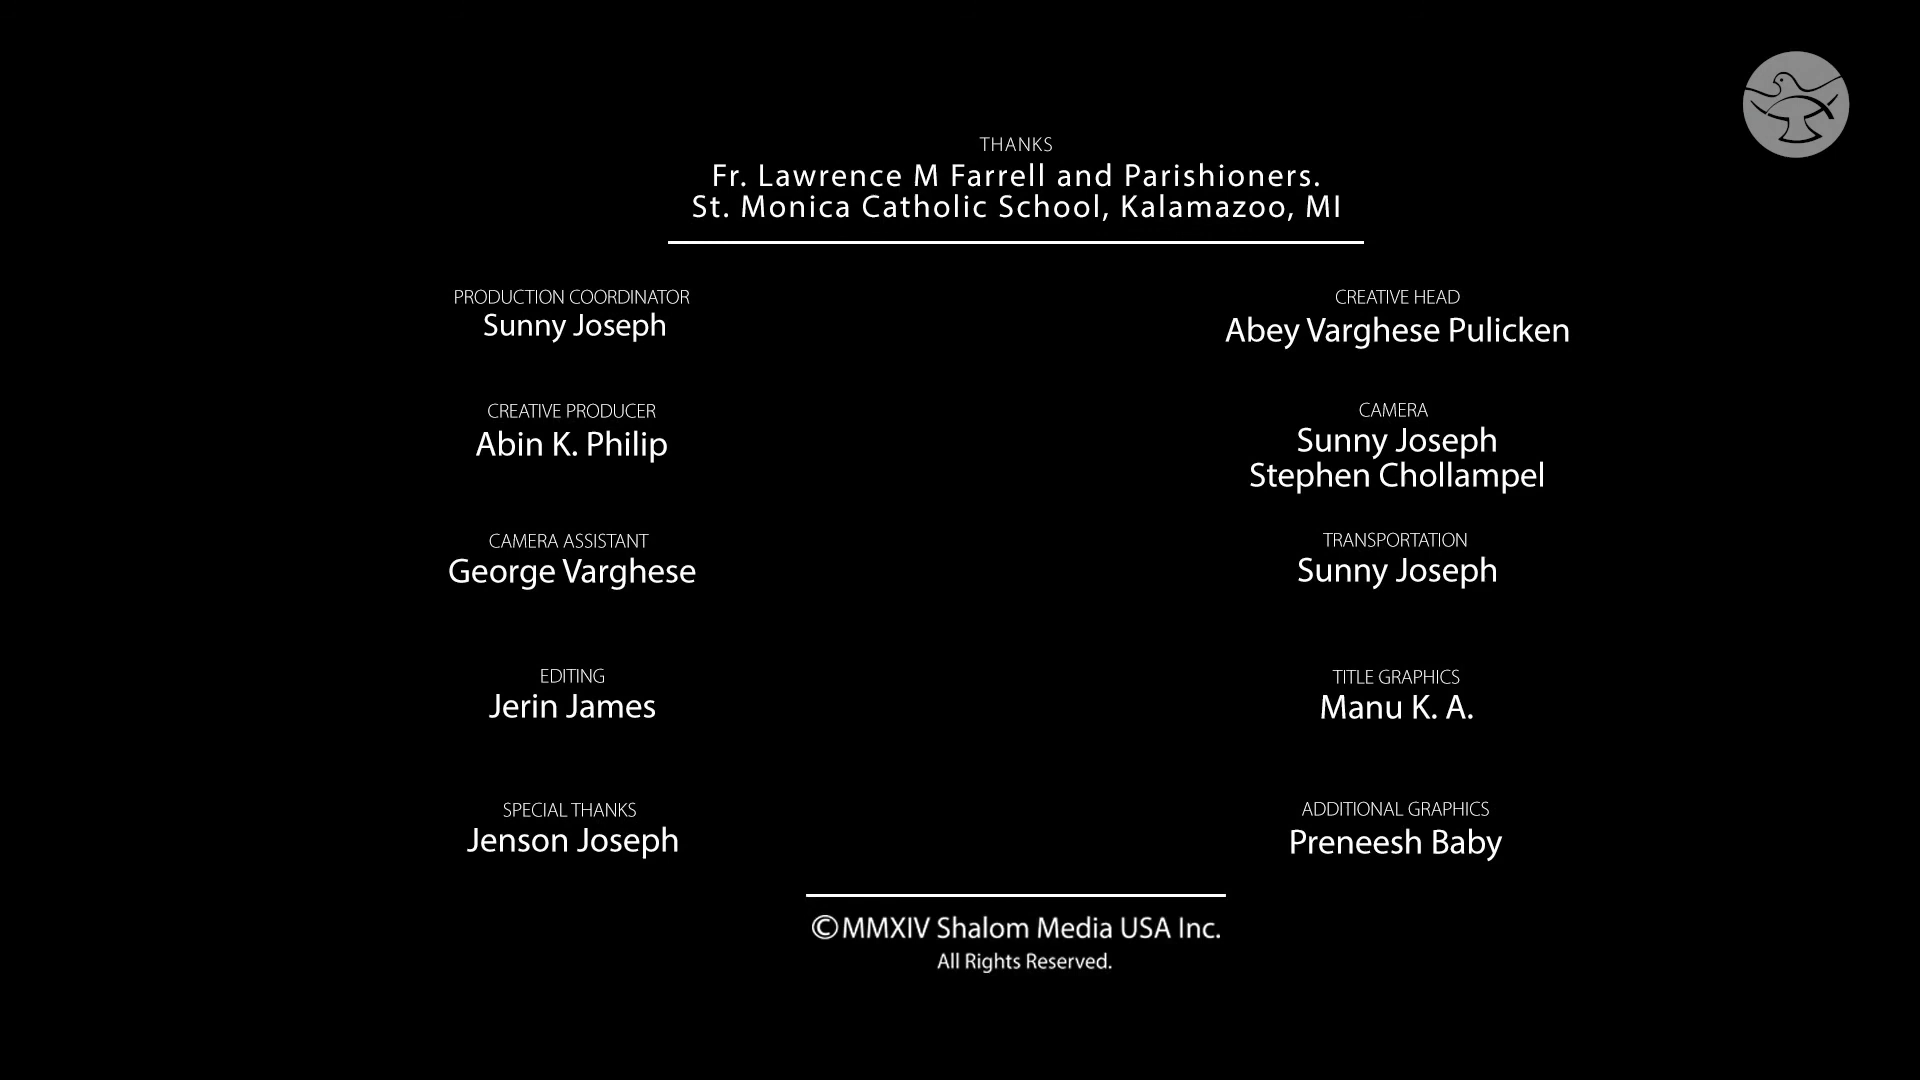 THANKS
Fr. Lawrence M Farrell and Parishioners.
St. Monica Catholic School, Kalamazoo, MI
PRODUCTION COORDINATOR
Sunny Joseph
CREATIVE HEAD
Abey Varghese Pulicken
CREATIVE PRODUCER
Abin K. Philip
CAMERA
Sunny Joseph
Stephen Chollampel
CAMERA ASSISTANT
George Varghese
TRANSPORTATION
Sunny Joseph
EDITING
Jerin James
TITLE GRAPHICS
Manu K. A.
SPECIAL THANKS
Jenson Joseph
ADDITIONAL GRAPHICS
Preneesh Baby
©MMXIV Shalom Media USA Inc.
All Rights Reserved.